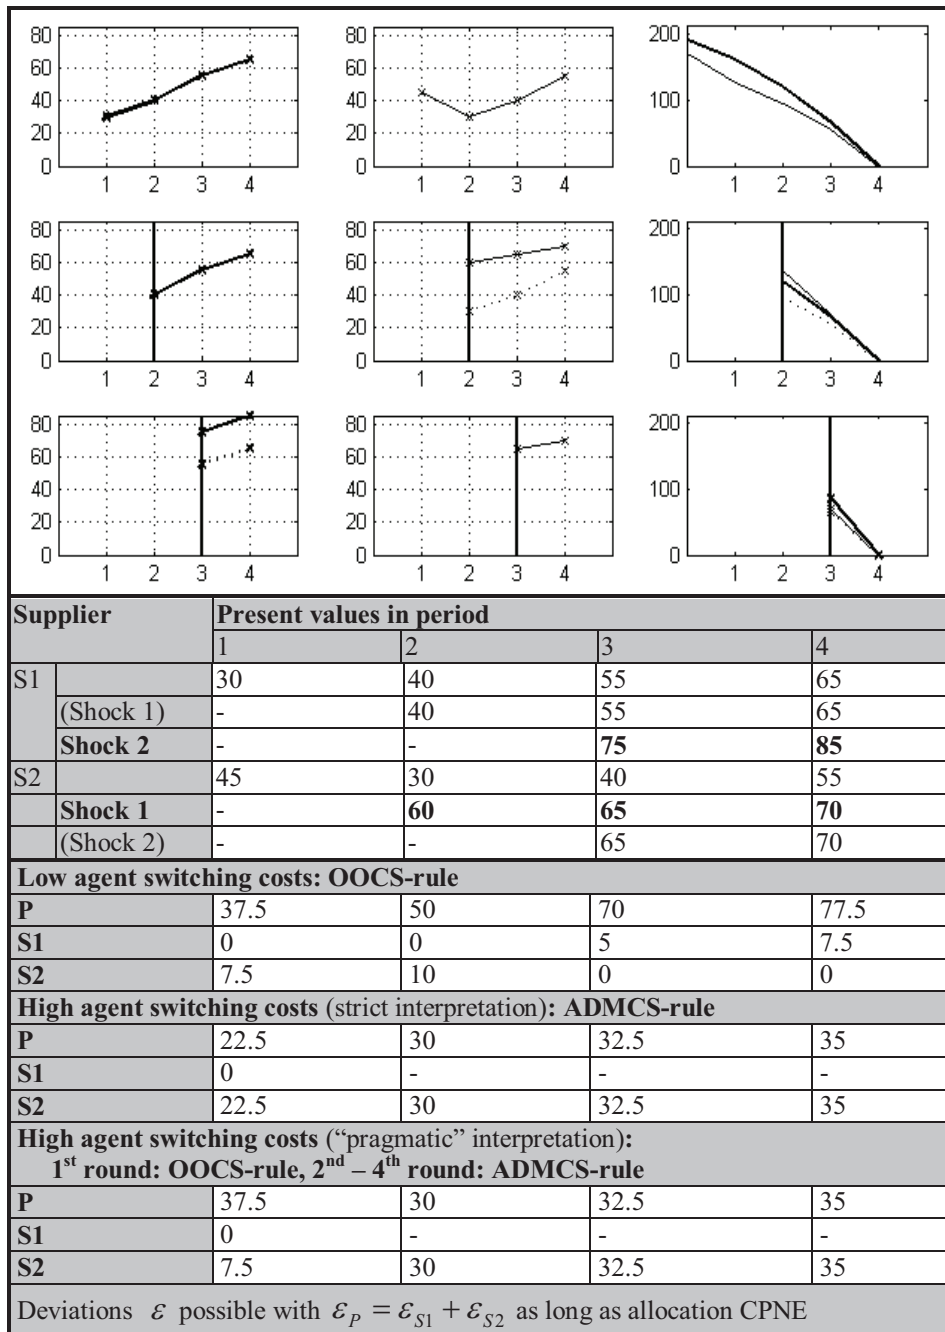 80 80 200
60 60
40 40 100
20 20
0 0 0
1 2 3 4 1 2 3 4 1 2 3 4
80 80 200
60 60
40 40 100
20 20
0 0 0
1 2 3 4 1 2 3 4 1 2 3 4
80 80 200
60 60
40 40 100
20 20
0 0 0
1 2 3 4 1 2 3 4 1 2 3 4
Supplier Present values in period
1 2 3 4
S1 30 40 55 65
(Shock 1) - 40 55 65
Shock 2 - - 75 85
S2 45 30 40 55
Shock 1 - 60 65 70
(Shock 2) - - 65 70
Low agent switching costs: OOCS-rule
P 37.5 50 70 77.5
S1 0 0 5 7.5
S2 7.5 10 0 0
High agent switching costs (strict interpretation): ADMCS-rule
P 22.5 30 32.5 35
S1 0 - - -
S2 22.5 30 32.5 35
High agent switching costs (“pragmatic” interpretation):
1st round: OOCS-rule, 2nd – 4th round: ADMCS-rule
P 37.5 30 32.5 35
S1 0 - - -
S2 7.5 30 32.5 35
Deviations ε possible with ε_P = ε_S1 + ε_S2 as long as allocation CPNE